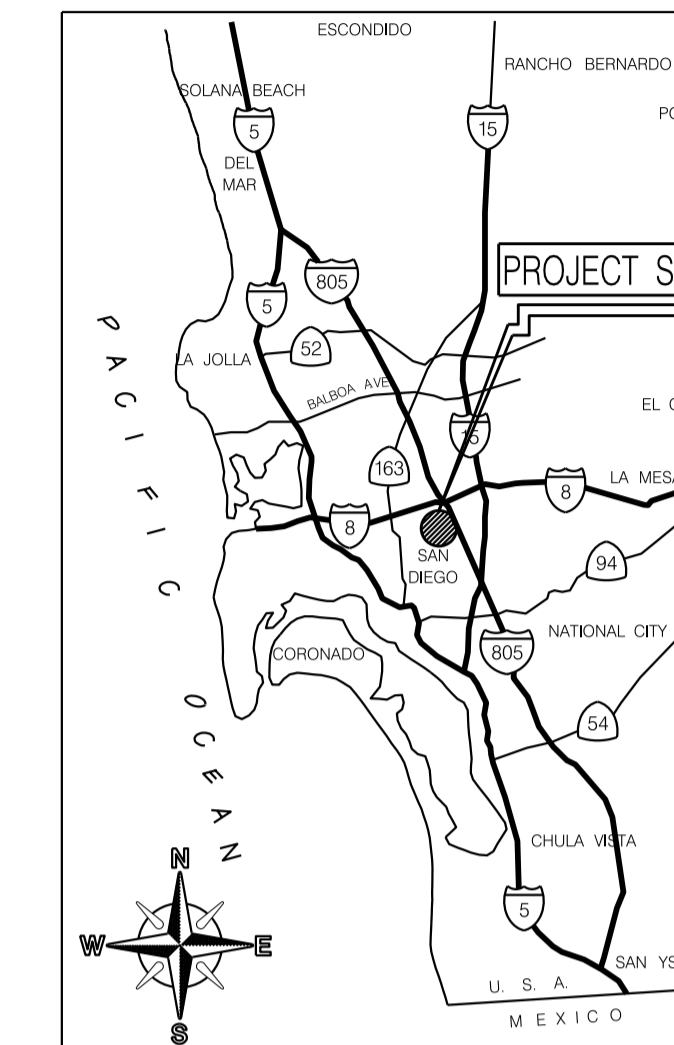 ESCONDIDO
RANCHO BERNARDO
SOLANA BEACH
PO
5
15
DEL
MAR
PROJECT S
805
5
52
LA JOLLA
BALBOA AVE
EL C
15
163
LA MESA
8
8
SAN
DIEGO
94
PACIFIC
OCEAN
NATIONAL CITY
805
CORONADO
54
CHULA VISTA
N
5
W
E
SAN YS
U. S. A.
MEXICO
S